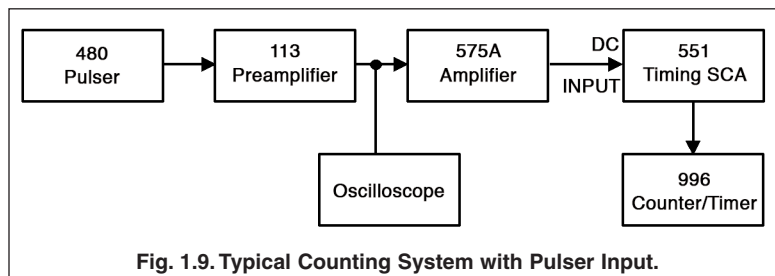 480
Pulser
113
Preamplifier
575A
Amplifier
DC
INPUT
551
Timing SCA
Oscilloscope
996
Counter/Timer
Fig. 1.9. Typical Counting System with Pulser Input.